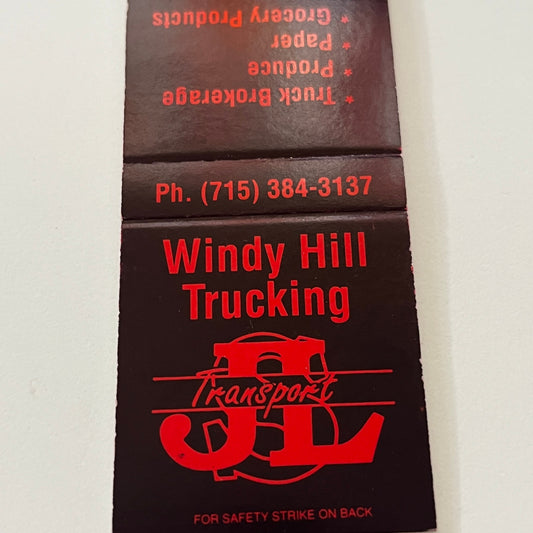 * Truck Brokerage
* Produce
* Paper
* Grocery Products
Ph. (715) 384-3137
Windy Hill
Trucking
JL
Transport
FOR SAFETY STRIKE ON BACK